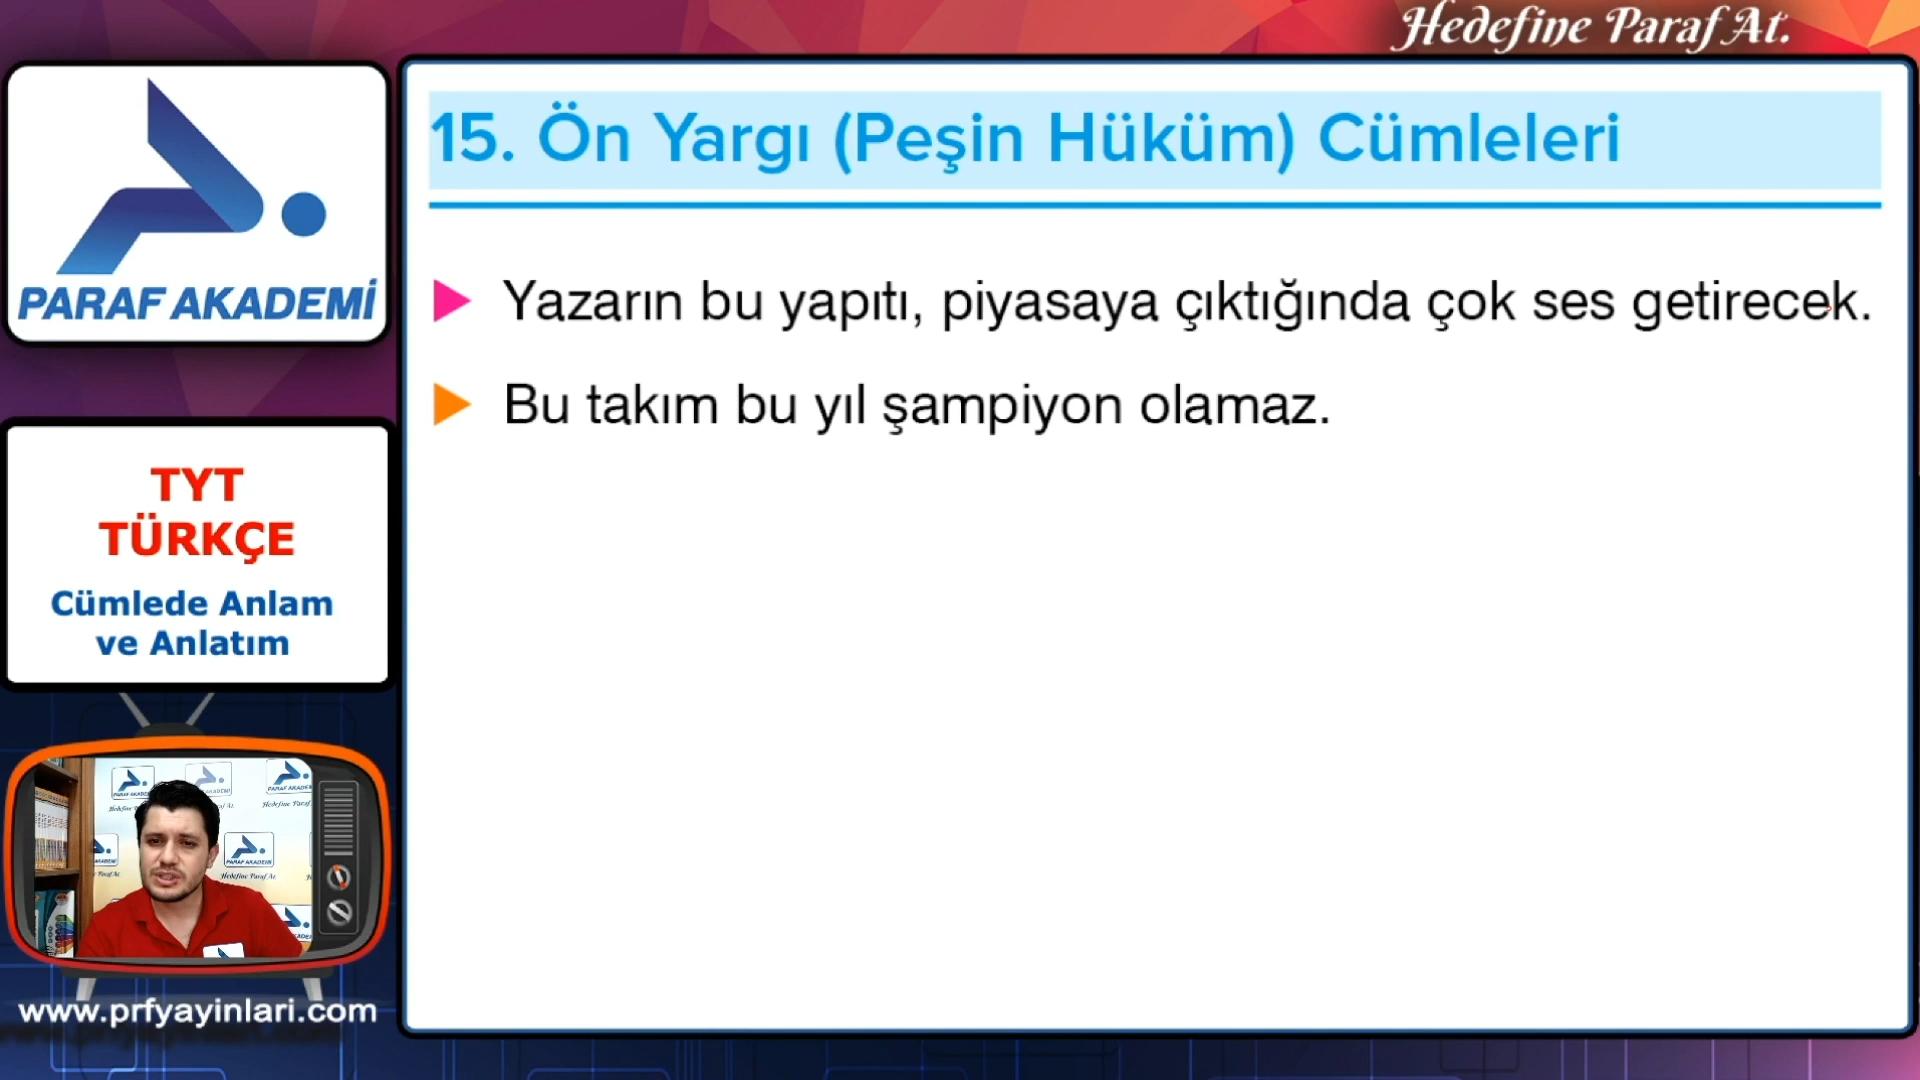 Hedefine Paraf At.
PARAF AKADEMİ
15. Ön Yargı (Peşin Hüküm) Cümleleri
Yazarın bu yapıtı, piyasaya çıktığında çok ses getirecek.
Bu takım bu yıl şampiyon olamaz.
TYT
TÜRKÇE
Cümlede Anlam
ve Anlatım
www.prfyayinlari.com